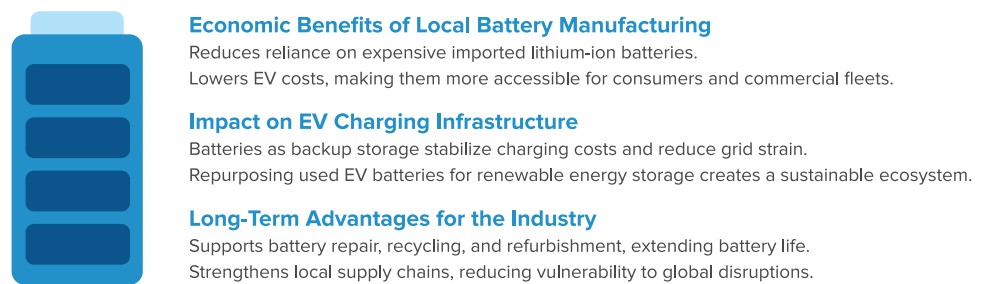 Economic Benefits of Local Battery Manufacturing
Reduces reliance on expensive imported lithium-ion batteries.
Lowers EV costs, making them more accessible for consumers and commercial fleets.
Impact on EV Charging Infrastructure
Batteries as backup storage stabilize charging costs and reduce grid strain.
Repurposing used EV batteries for renewable energy storage creates a sustainable ecosystem.
Long-Term Advantages for the Industry
Supports battery repair, recycling, and refurbishment, extending battery life.
Strengthens local supply chains, reducing vulnerability to global disruptions.